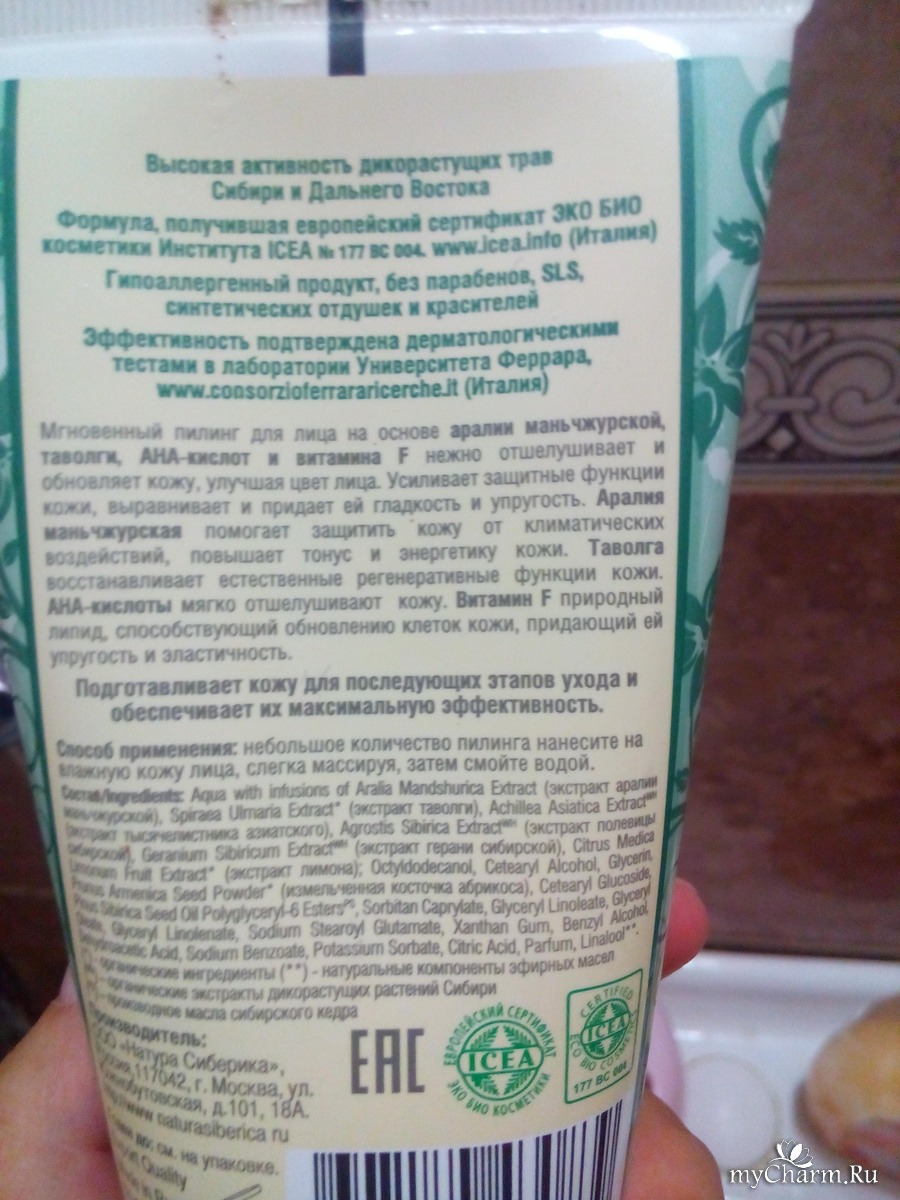 Высокая активность дикорастущих трав
Сибири и Дальнего Востока
Формула, получившая европейский сертификат ЭКО БИО
косметики Института ICEA № 177 BC 004. www.icea.info (Италия)
Гипоаллергенный продукт, без парабенов, SLS,
синтетических отдушек и красителей
Эффективность подтверждена дерматологическими
тестами в лаборатории Университета Феррара,
www.consorzioferrararicerche.it (Италия)
Мгновенный пилинг для лица на основе аралии маньчжурской,
таволги, АНА-кислот и витамина F нежно отшелушивает и
обновляет кожу, улучшая цвет лица. Усиливает защитные функции
кожи, выравнивает и придает ей гладкость и упругость. Аралия
маньчжурская помогает защитить кожу от климатических
воздействий, повышает тонус и энергетику кожи. Таволга
восстанавливает естественные регенеративные функции кожи.
АНА-кислоты мягко отшелушивают кожу. Витамин F природный
липид, способствующий обновлению клеток кожи, придающий ей
упругость и эластичность.
Подготавливает кожу для последующих этапов ухода и
обеспечивает их максимальную эффективность.
Способ применения: небольшое количество пилинга нанесите на
влажную кожу лица, слегка массируя, затем смойте водой.
Состав/Ingredients: Aqua with infusions of Aralia Mandshurica Extract (экстракт аралии
маньчжурской), Spiraea Ulmaria Extract* (экстракт таволги), Achillea Asiatica Extract
(экстракт тысячелистника азиатского), Agrostis Sibirica Extract (экстракт полевицы
сибирской), Geranium Sibiricum Extract (экстракт герани сибирской), Citrus Medica
Limonum Fruit Extract* (экстракт лимона); Octyldodecanol, Cetearyl Alcohol, Glycerin,
Prunus Armenica Seed Powder* (измельченная косточка абрикоса), Cetearyl Glucoside,
Pinus Sibirica Seed Oil Polyglyceryl-6 Esters, Sorbitan Caprylate, Glyceryl Linoleate, Glyceryl
Glyceryl Linolenate, Sodium Stearoyl Glutamate, Xanthan Gum, Benzyl Alcohol,
Acid, Sodium Benzoate, Potassium Sorbate, Citric Acid, Parfum, Linalool**.
- органические ингредиенты (**) - натуральные компоненты эфирных масел
- органические экстракты дикорастущих растений Сибири
- производное масла сибирского кедра
Производитель:
«Натура Сиберика»,
117042, г. Москва, ул.
д.101, 18А.
www.naturasiberica.ru
см. на упаковке.
Quality
EAC
ЕВРОПЕЙСКИЙ СЕРТИФИКАТ
ICEA
ЭКО БИО КОСМЕТИКИ
CERTIFIED
ICEA
177 BC 004
myCharm.Ru